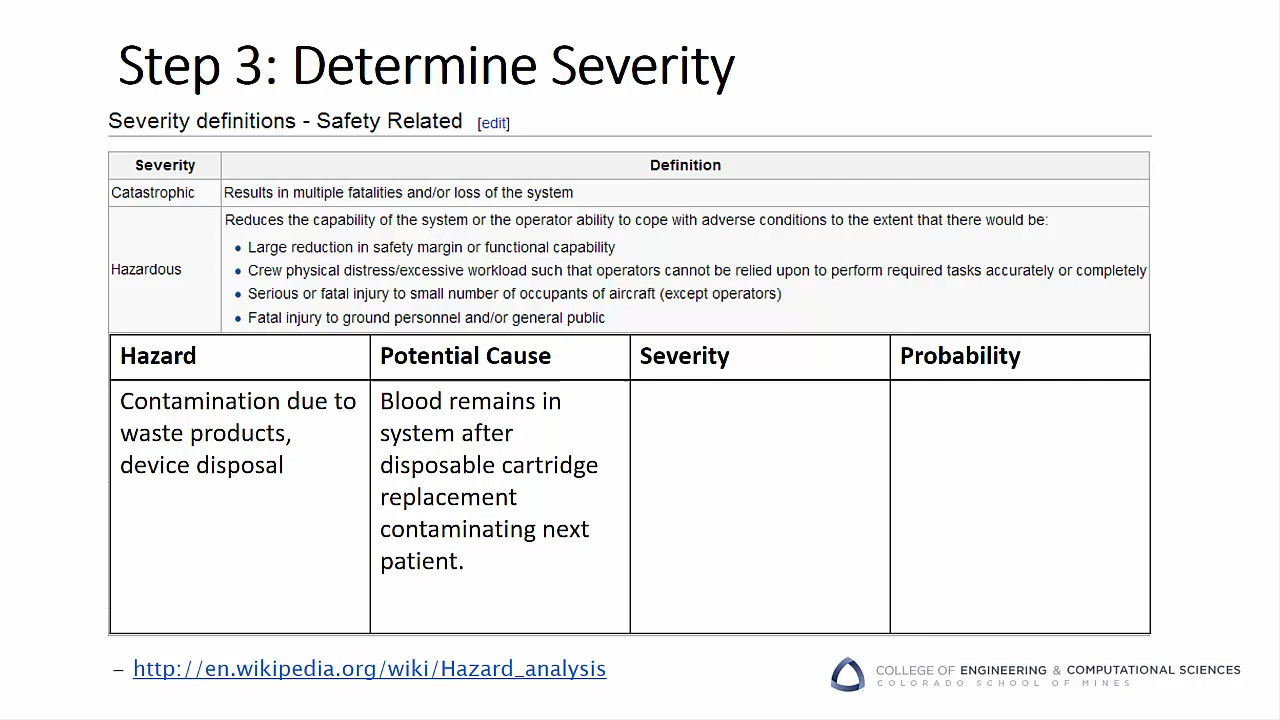 Step 3: Determine Severity
Severity definitions - Safety Related [edit]
Severity Definition
Catastrophic Results in multiple fatalities and/or loss of the system
Reduces the capability of the system or the operator ability to cope with adverse conditions to the extent that there would be:
• Large reduction in safety margin or functional capability
Hazardous • Crew physical distress/excessive workload such that operators cannot be relied upon to perform required tasks accurately or completely
• Serious or fatal injury to small number of occupants of aircraft (except operators)
• Fatal injury to ground personnel and/or general public
Hazard Potential Cause Severity Probability
Contamination due to
waste products,
device disposal
Blood remains in
system after
disposable cartridge
replacement
contaminating next
patient.
– http://en.wikipedia.org/wiki/Hazard_analysis
COLLEGE OF ENGINEERING & COMPUTATIONAL SCIENCES
COLORADO SCHOOL OF MINES